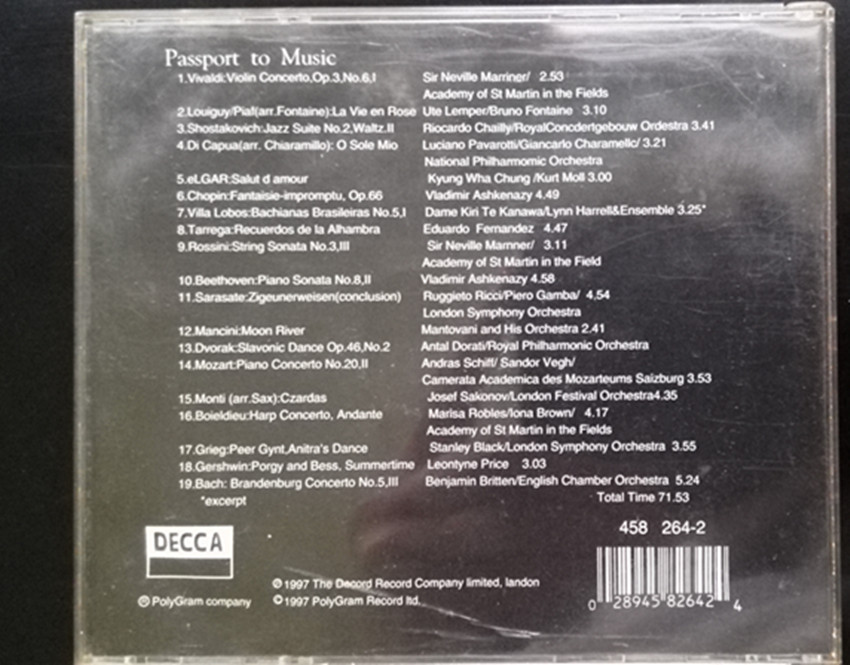 Passport to Music
1.Vivaldi:Violin Concerto,Op.3,No.6,I Sir Neville Marriner/ 2.53
Academy of St Martin in the Fields
2.Louiguy/Piaf(arr.Fontaine):La Vie en Rose Ute Lemper/Bruno Fontaine 3.10
3.Shostakovich:Jazz Suite No.2,Waltz.II Riocardo Chailly/RoyalConcdertgebouw Ordestra 3.41
4.Di Capua(arr. Chiaramillo): O Sole Mio Luciano Pavarotti/Giancarlo Charamellc/ 3.21
National Philharmomic Orchestra
5.eLGAR:Salut d amour Kyung Wha Chung /Kurt Moll 3.00
6.Chopin:Fantaisie-impromptu, Op.66 Vladimir Ashkenazy 4.49
7.Villa Lobos:Bachianas Brasileiras No.5,I Dame Kiri Te Kanawa/Lynn Harrell&Ensemble 3.25*
8.Tarrega:Recuerdos de la Alhambra Eduardo Fernandez 4.47
9.Rossini:String Sonata No.3,III Sir Neville Marnner/ 3.11
Academy of St Martin in the Field
10.Beethoven:Piano Sonata No.8,II Vladimir Ashkenazy 4.58
11.Sarasate:Zigeunerweisen(conclusion) Ruggieto Ricci/Piero Gamba/ 4.54
London Symphony Orchestra
12.Mancini:Moon River Mantovani and His Orchestra 2.41
13.Dvorak:Slavonic Dance Op.46,No.2 Antal Dorati/Royal Philharmonic Orchestra
14.Mozart:Piano Concerto No.20,II Andras Schiff/ Sandor Vegh/
Camerata Academica des Mozarteums Saizburg 3.53
15.Monti (arr.Sax):Czardas Josef Sakonov/London Festival Orchestra4.35
16.Boieldieu:Harp Concerto, Andante Marisa Robles/Iona Brown/ 4.17
Academy of St Martin in the Fields
17.Grieg:Peer Gynt,Anitra's Dance Stanley Black/London Symphony Orchestra 3.55
18.Gershwin:Porgy and Bess, Summertime Leontyne Price 3.03
19.Bach: Brandenburg Concerto No.5,III Benjamin Britten/English Chamber Orchestra 5.24
*excerpt Total Time 71.53
458 264-2
DECCA
℗1997 The Decord Record Company limited, landon
℗PolyGram company ©1997 PolyGram Record ltd.
0 28945 82642 4